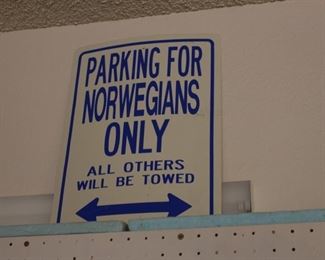 PARKING FOR
NORWEGIANS
ONLY
ALL OTHERS
WILL BE TOWED